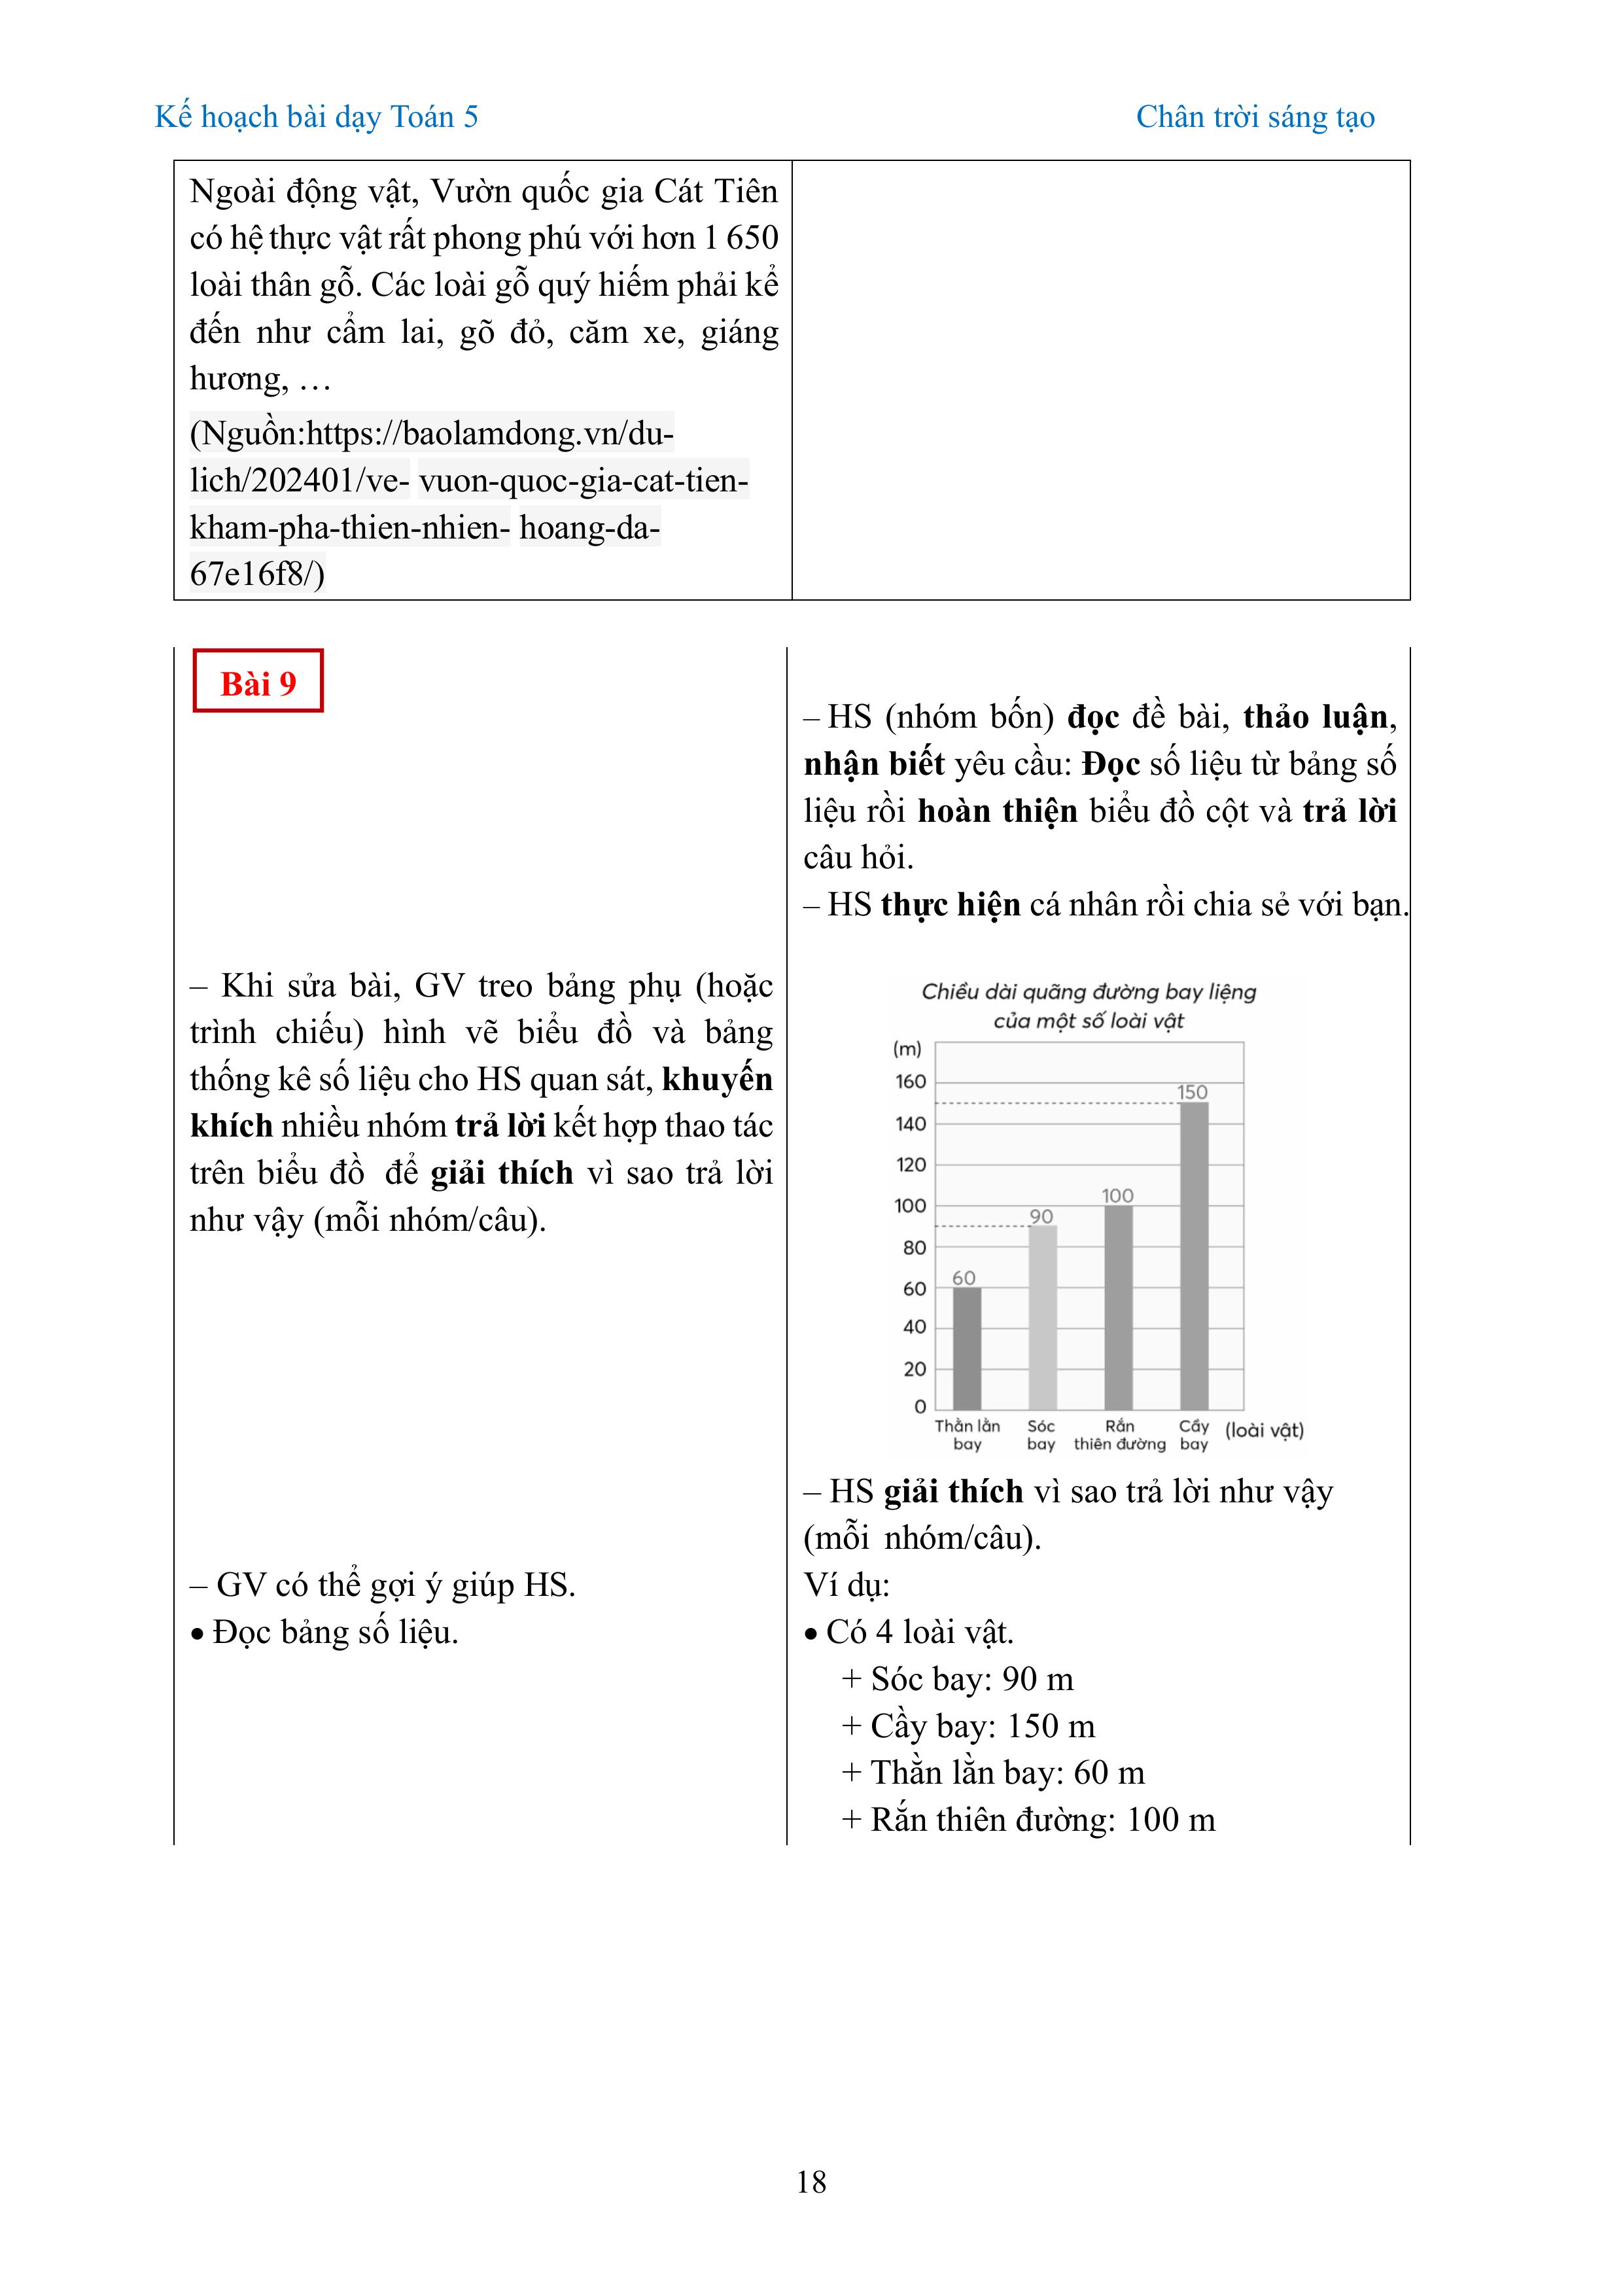 Kế hoạch bài dạy Toán 5
Chân trời sáng tạo
Ngoài động vật, Vườn quốc gia Cát Tiên
có hệ thực vật rất phong phú với hơn 1 650
loài thân gỗ. Các loài gỗ quý hiếm phải kể
đến như cẩm lai, gõ đỏ, căm xe, giáng
hương, …
(Nguồn:https://baolamdong.vn/du-
lich/202401/ve- vuon-quoc-gia-cat-tien-
kham-pha-thien-nhien- hoang-da-
67e16f8/)
Bài 9
– Khi sửa bài, GV treo bảng phụ (hoặc
trình chiếu) hình vẽ biểu đồ và bảng
thống kê số liệu cho HS quan sát, khuyến
khích nhiều nhóm trả lời kết hợp thao tác
trên biểu đồ để giải thích vì sao trả lời
như vậy (mỗi nhóm/câu).
– GV có thể gợi ý giúp HS.
• Đọc bảng số liệu.
– HS (nhóm bốn) đọc đề bài, thảo luận,
nhận biết yêu cầu: Đọc số liệu từ bảng số
liệu rồi hoàn thiện biểu đồ cột và trả lời
câu hỏi.
– HS thực hiện cá nhân rồi chia sẻ với bạn.
Chiều dài quãng đường bay liệng
của một số loài vật
(m)
160
150
140
120
100
100
90
80
60
60
40
20
0
Thằn lằn bay
Sóc bay
Rắn thiên đường
Cầy bay
(loài vật)
– HS giải thích vì sao trả lời như vậy
(mỗi nhóm/câu).
Ví dụ:
• Có 4 loài vật.
+ Sóc bay: 90 m
+ Cầy bay: 150 m
+ Thằn lằn bay: 60 m
+ Rắn thiên đường: 100 m
18